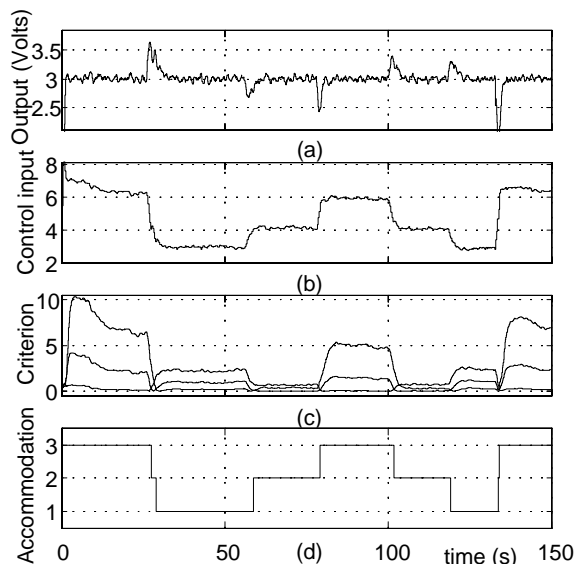 Output (Volts)
3.5
3
2.5
(a)
Control input
8
6
4
2
(b)
Criterion
10
5
0
(c)
Accommodation
3
2
1
0
50
100
150
(d)
time (s)